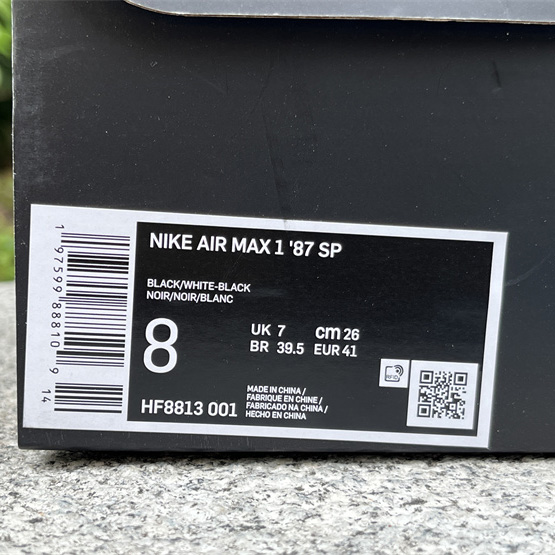 NIKE AIR MAX 1 '87 SP
BLACK/WHITE-BLACK
NOIR/NOIR/BLANC
8
UK 7 cm 26
BR 39.5 EUR 41
HF8813 001
MADE IN CHINA /
FABRIQUE EN CHINE /
FABRICADO NA CHINA /
HECHO EN CHINA
RFID
1 97599 88810 9
14